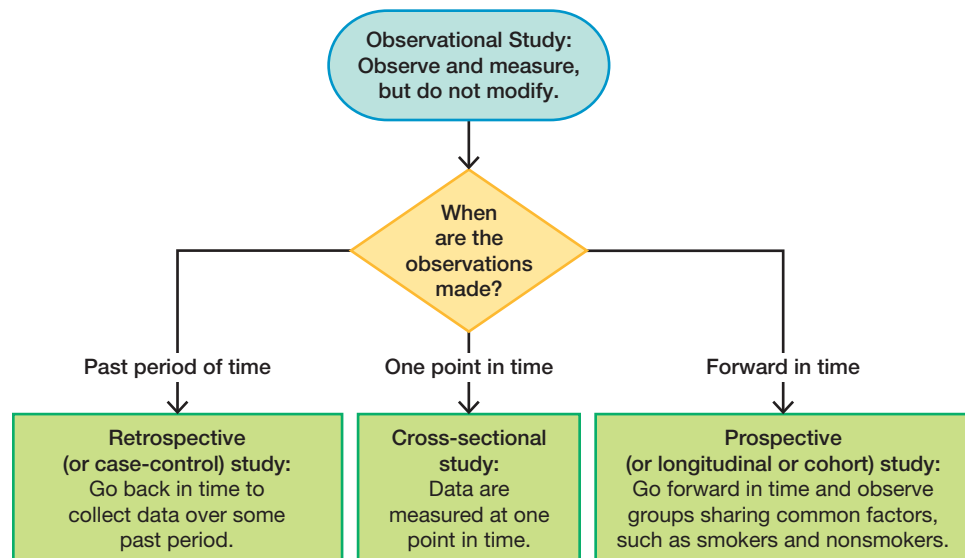 Observational Study:
Observe and measure,
but do not modify.
When
are the
observations
made?
Past period of time
One point in time
Forward in time
Retrospective
(or case-control) study:
Go back in time to
collect data over some
past period.
Cross-sectional
study:
Data are
measured at one
point in time.
Prospective
(or longitudinal or cohort) study:
Go forward in time and observe
groups sharing common factors,
such as smokers and nonsmokers.